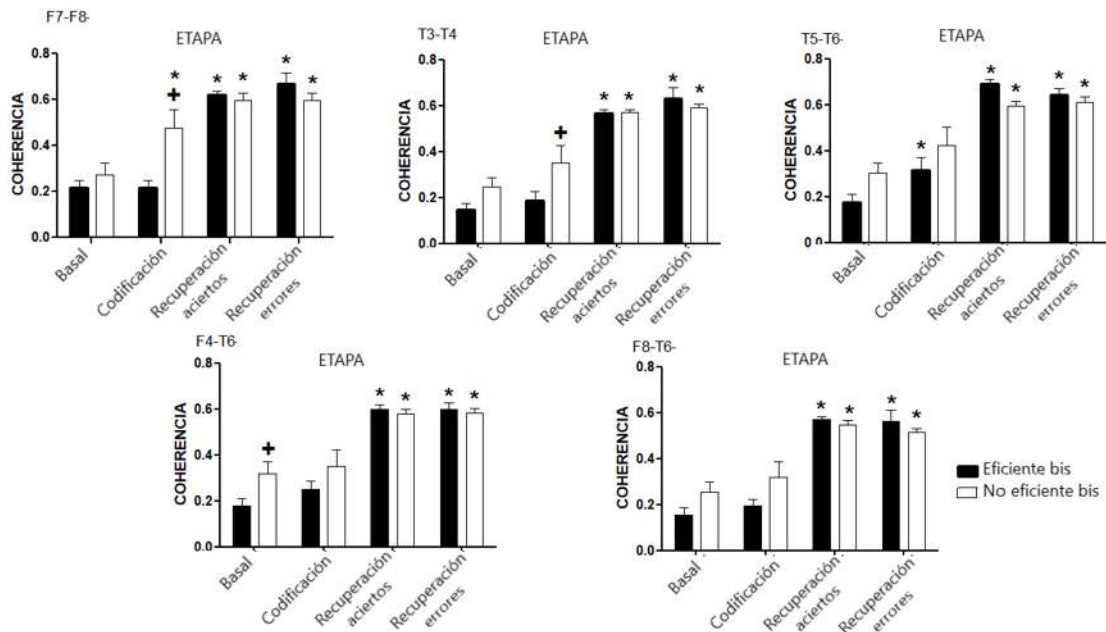 F7-F8-
ETAPA
COHERENCIA
0.8
* * * * *
+
0.6
0.4
0.2
0.0
Basal
Codificación
Recuperación
aciertos
Recuperación
errores
T3-T4
ETAPA
COHERENCIA
0.8
* * * *
0.6
+
0.4
0.2
0.0
Basal
Codificación
Recuperación
aciertos
Recuperación
errores
T5-T6-
ETAPA
COHERENCIA
0.8
* * * * *
0.6
0.4
0.2
0.0
Basal
Codificación
Recuperación
aciertos
Recuperación
errores
F4-T6-
ETAPA
COHERENCIA
0.8
* * * *
0.6
+
0.4
0.2
0.0
Basal
Codificación
Recuperación
aciertos
Recuperación
errores
F8-T6-
ETAPA
COHERENCIA
0.8
* * * *
0.6
0.4
0.2
0.0
Basal
Codificación
Recuperación
aciertos
Recuperación
errores
Eficiente bis
No eficiente bis